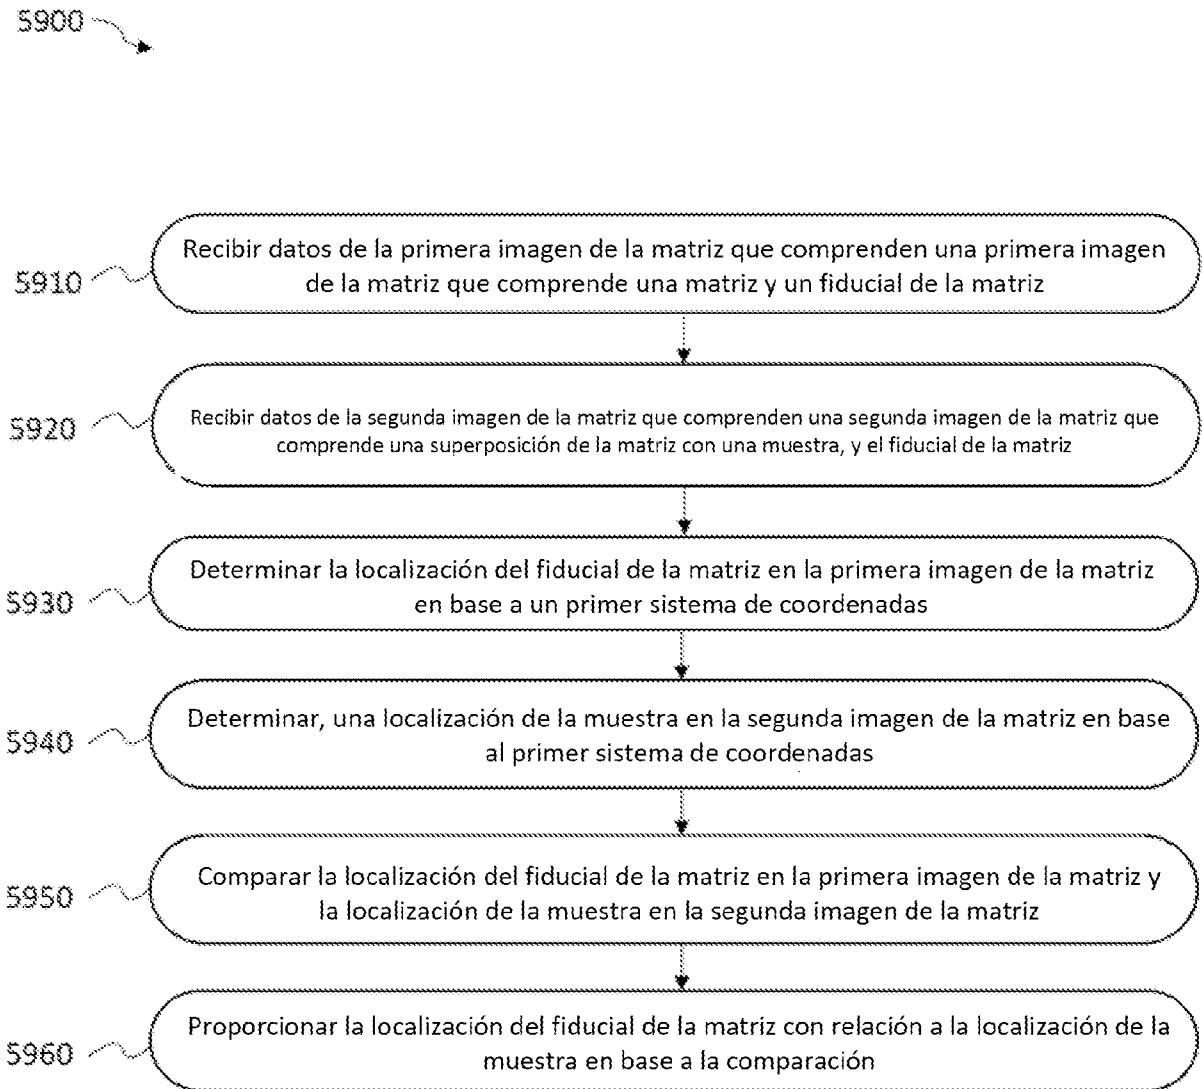 5900
5910
Recibir datos de la primera imagen de la matriz que comprenden una primera imagen
de la matriz que comprende una matriz y un fiducial de la matriz
5920
Recibir datos de la segunda imagen de la matriz que comprenden una segunda imagen de la matriz que
comprende una superposición de la matriz con una muestra, y el fiducial de la matriz
5930
Determinar la localización del fiducial de la matriz en la primera imagen de la matriz
en base a un primer sistema de coordenadas
5940
Determinar, una localización de la muestra en la segunda imagen de la matriz en base
al primer sistema de coordenadas
5950
Comparar la localización del fiducial de la matriz en la primera imagen de la matriz y
la localización de la muestra en la segunda imagen de la matriz
5960
Proporcionar la localización del fiducial de la matriz con relación a la localización de la
muestra en base a la comparación